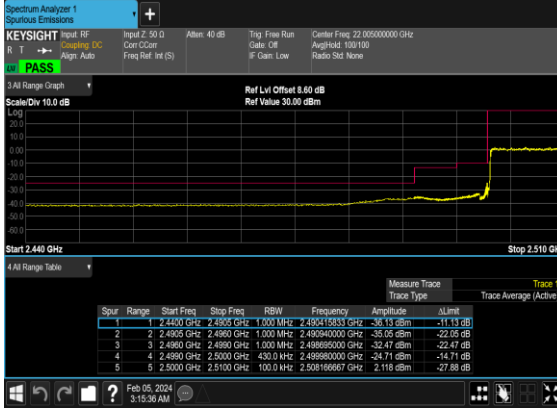 Spectrum Analyzer 1
Spurious Emissions
+
KEYSIGHT Input: RF Input Z: 50 Ω Atten: 40 dB Trig: Free Run Center Freq: 22.005000000 GHz
R T Coupling: DC Corr CCorr Gate: Off Avg|Hold: 100/100
Align: Auto Freq Ref: Int (S) IF Gain: Low Radio Std: None
LXI PASS
3 All Range Graph
Ref Lvl Offset 8.60 dB
Scale/Div 10.0 dB Ref Value 30.00 dBm
Log
20.0
10.0
0.00
-10.0
-20.0
-30.0
-40.0
-50.0
-60.0
Start 2.440 GHz Stop 2.510 GH
4 All Range Table
Measure Trace Trace 1
Trace Type Trace Average (Active
Spur Range Start Freq Stop Freq RBW Frequency Amplitude ΔLimit
1 1 2.4400 GHz 2.4905 GHz 1.000 MHz 2.490415833 GHz -36.13 dBm -11.13 dB
2 2 2.4905 GHz 2.4960 GHz 1.000 MHz 2.490940000 GHz -35.05 dBm -22.05 dB
3 3 2.4960 GHz 2.4990 GHz 1.000 MHz 2.498695000 GHz -32.47 dBm -22.47 dB
4 4 2.4990 GHz 2.5000 GHz 430.0 kHz 2.499980000 GHz -24.71 dBm -14.71 dB
5 5 2.5000 GHz 2.5100 GHz 100.0 kHz 2.508166667 GHz 2.118 dBm -27.88 dB
? Feb 05, 2024
3:15:36 AM